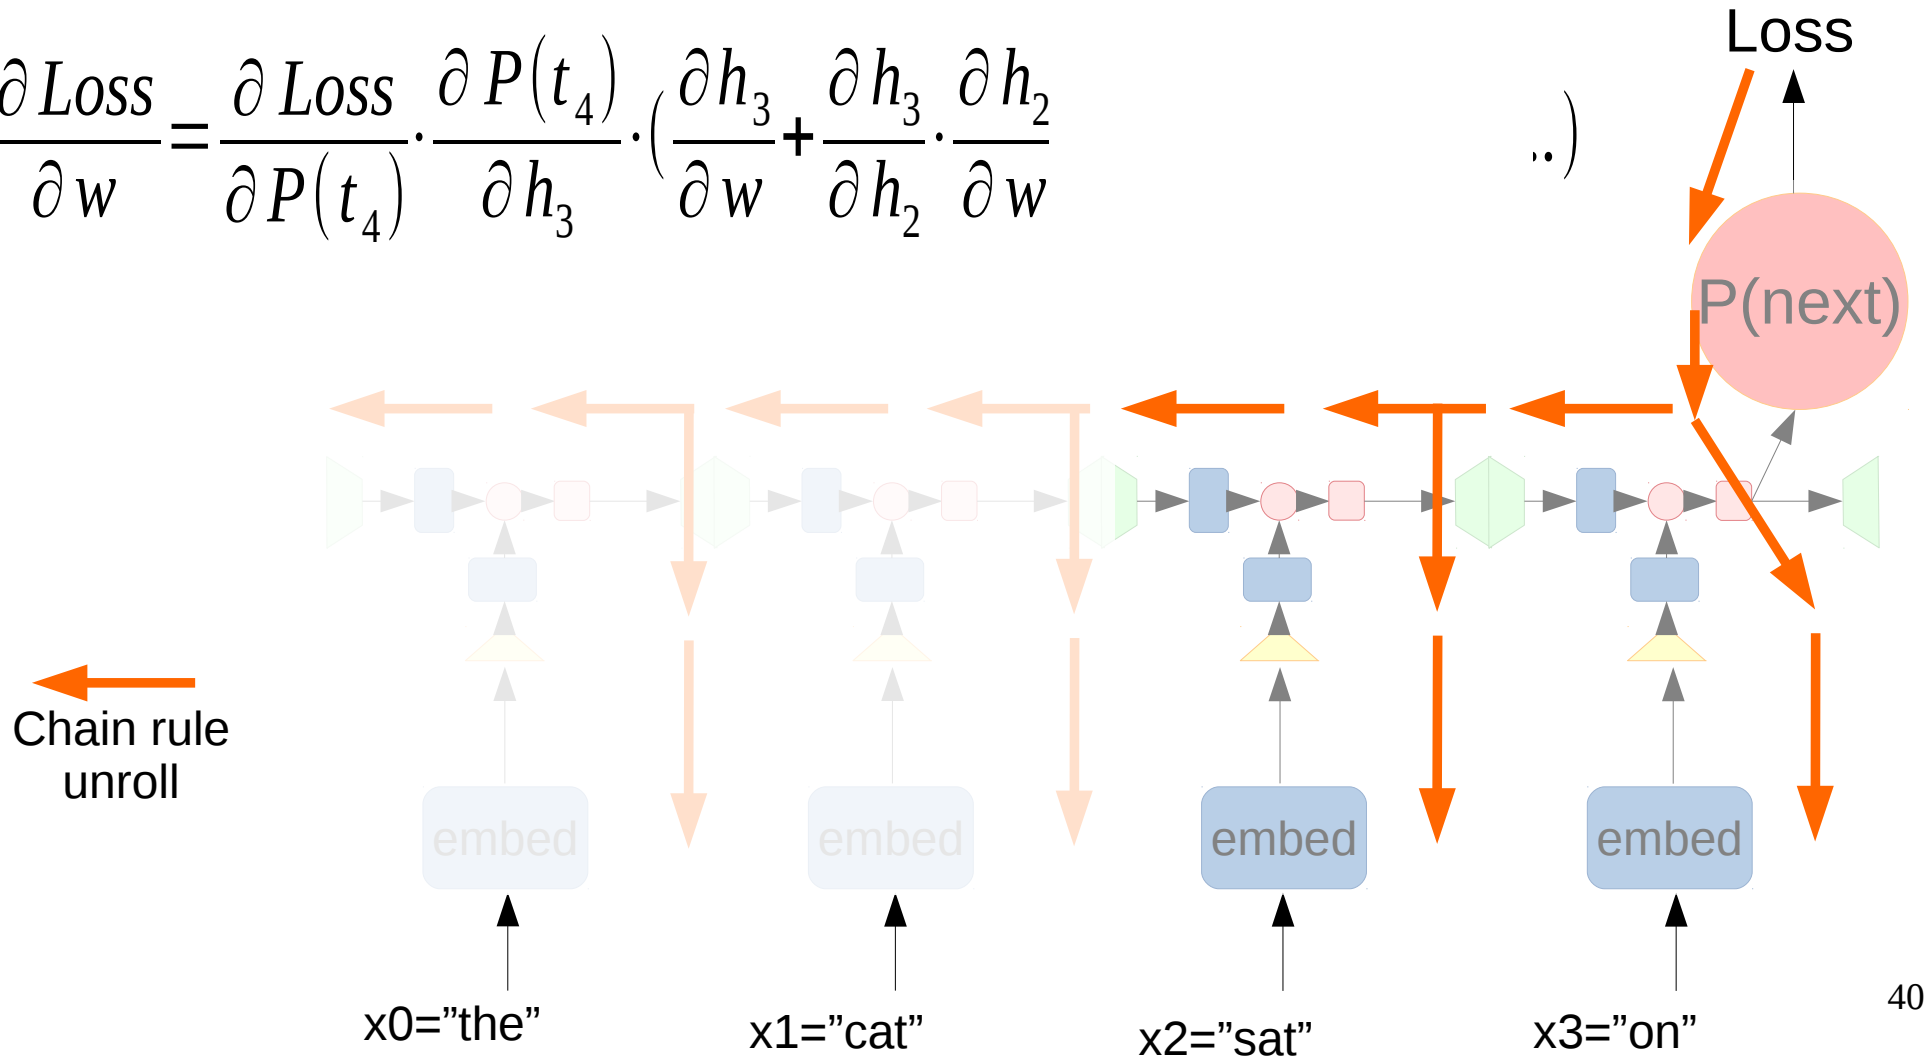 Loss
∂Loss/∂w = ∂Loss/∂P(t₄) · ∂P(t₄)/∂h₃ · (∂h₃/∂w + ∂h₃/∂h₂ · ∂h₂/∂w ..)
P(next)
Chain rule
unroll
embed embed embed embed
x0=”the” x1=”cat” x2=”sat” x3=”on”
40